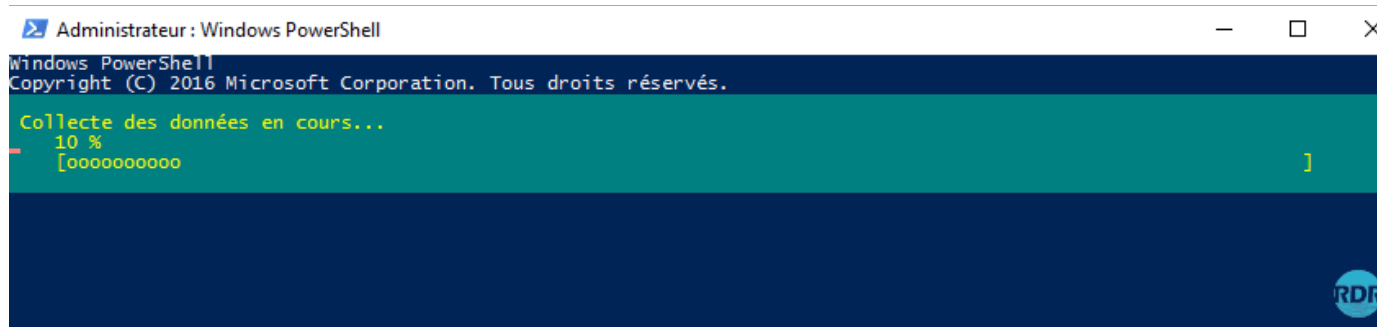 Administrateur : Windows PowerShell
Windows PowerShell
Copyright (C) 2016 Microsoft Corporation. Tous droits réservés.
Collecte des données en cours...
10 %
[oooooooooo ]
RDR